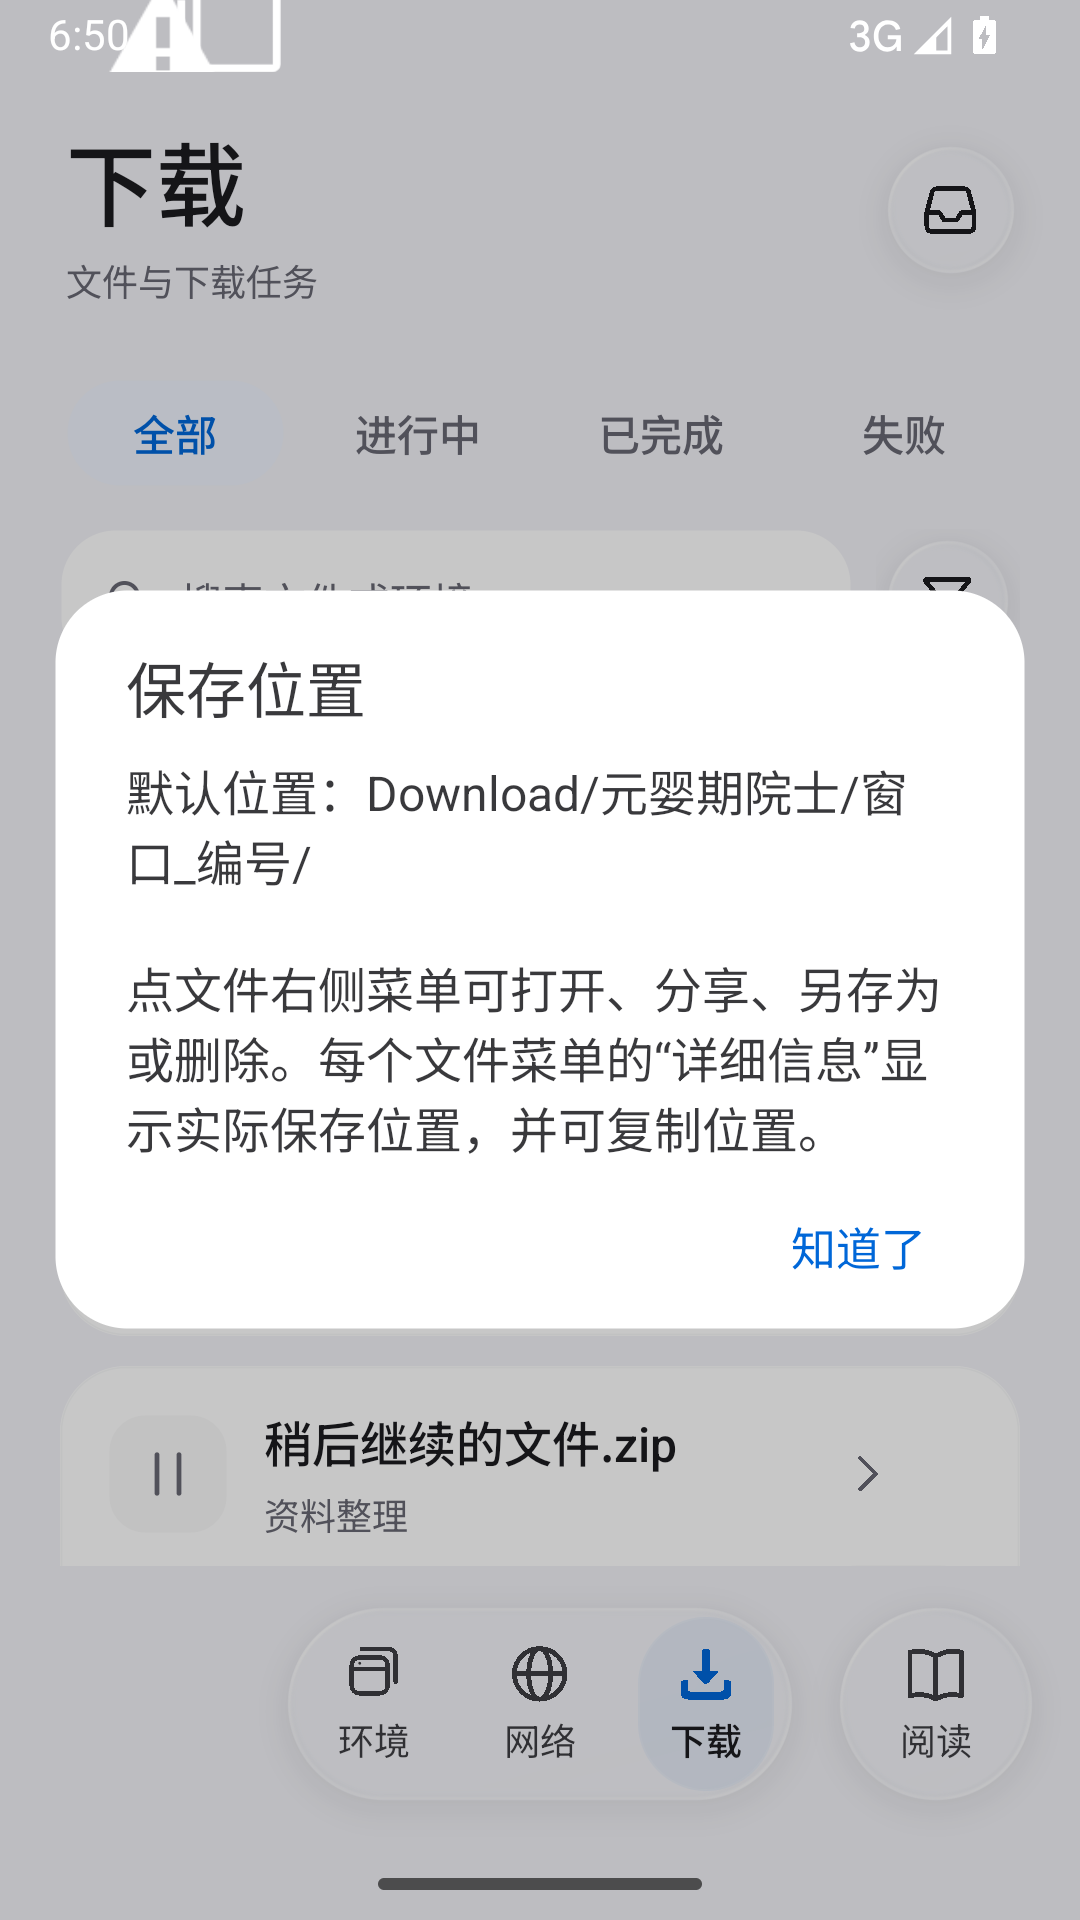 6:50
3G
下载
文件与下载任务
全部
进行中
已完成
失败
保存位置
默认位置：Download/元婴期院士/窗
口_编号/
点文件右侧菜单可打开、分享、另存为
或删除。每个文件菜单的“详细信息”显
示实际保存位置，并可复制位置。
知道了
稍后继续的文件.zip
资料整理
环境
网络
下载
阅读